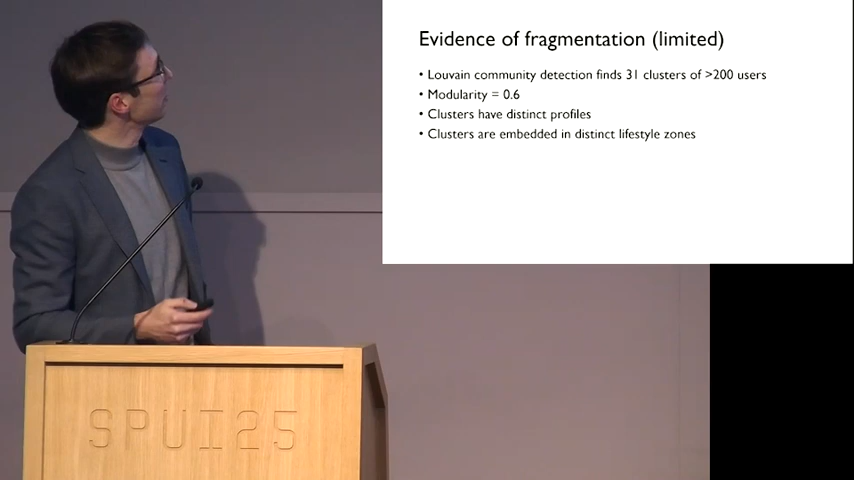 Evidence of fragmentation (limited)
• Louvain community detection finds 31 clusters of >200 users
• Modularity = 0.6
• Clusters have distinct profiles
• Clusters are embedded in distinct lifestyle zones
SPUI25